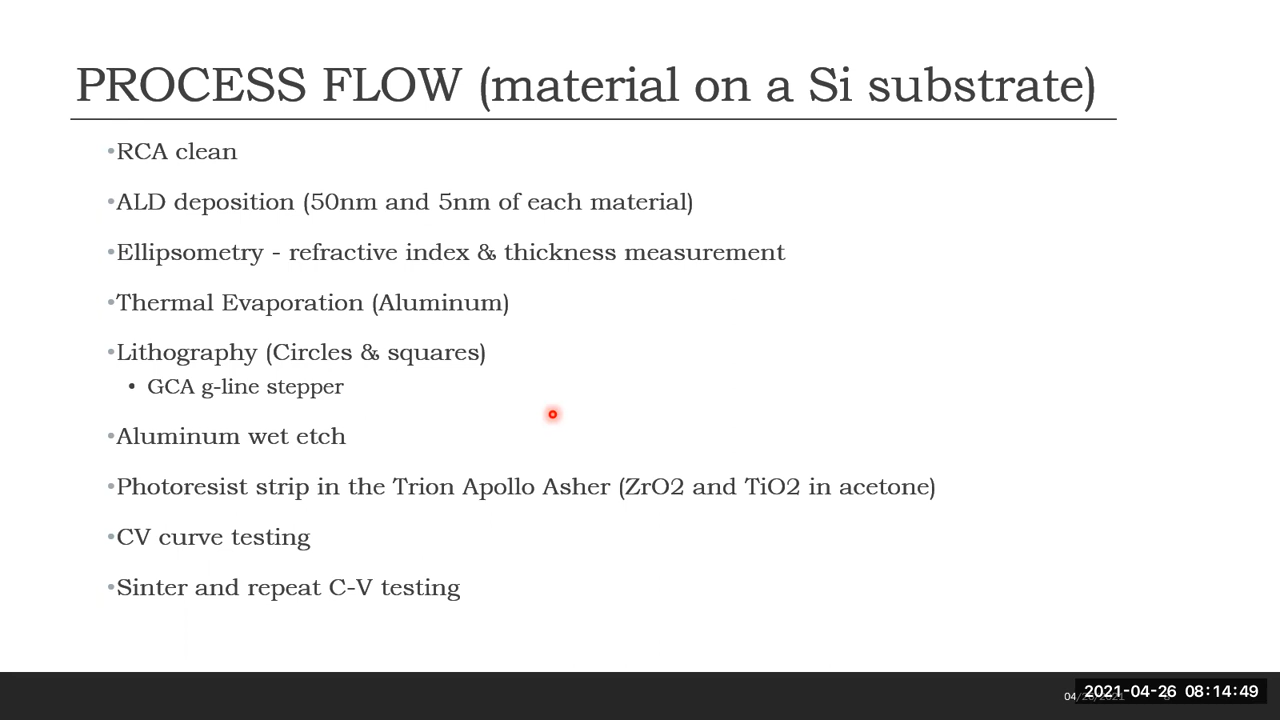 PROCESS FLOW (material on a Si substrate)
•RCA clean
•ALD deposition (50nm and 5nm of each material)
•Ellipsometry - refractive index & thickness measurement
•Thermal Evaporation (Aluminum)
•Lithography (Circles & squares)
• GCA g-line stepper
•Aluminum wet etch
•Photoresist strip in the Trion Apollo Asher (ZrO2 and TiO2 in acetone)
•CV curve testing
•Sinter and repeat C-V testing
2021-04-26 08:14:49